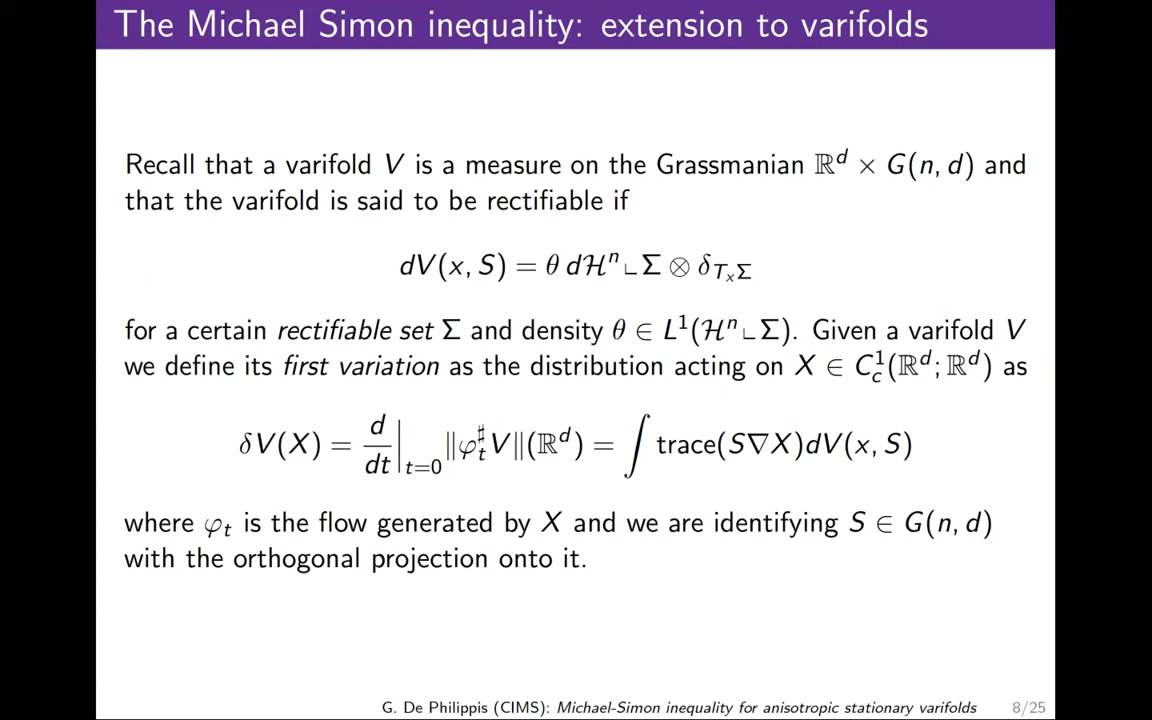 The Michael Simon inequality: extension to varifolds
Recall that a varifold V is a measure on the Grassmanian ℝ^d × G(n, d) and
that the varifold is said to be rectifiable if
dV(x, S) = θ dℋ^n ⌞ Σ ⊗ δ_{T_xΣ}
for a certain rectifiable set Σ and density θ ∈ L^1(ℋ^n ⌞ Σ). Given a varifold V
we define its first variation as the distribution acting on X ∈ C_c^1(ℝ^d; ℝ^d) as
δV(X) = d/dt |_{t=0} ‖φ_t^♯ V‖(ℝ^d) = ∫ trace(S∇X)dV(x, S)
where φ_t is the flow generated by X and we are identifying S ∈ G(n, d)
with the orthogonal projection onto it.
G. De Philippis (CIMS): Michael-Simon inequality for anisotropic stationary varifolds 8/25